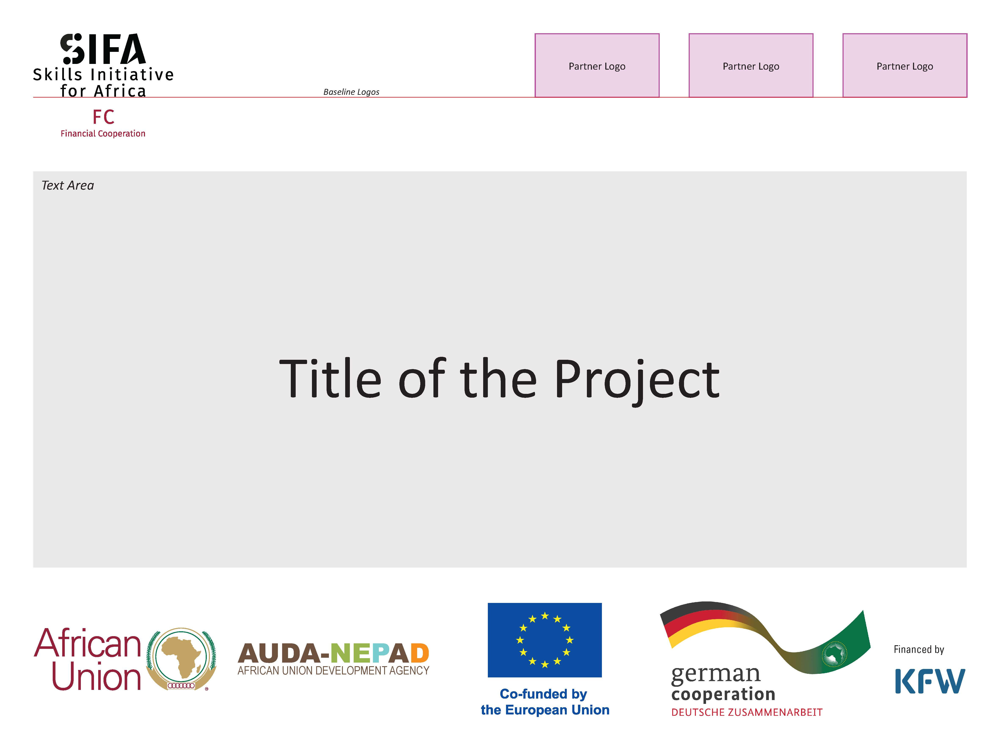 SIFA
Skills Initiative
for Africa
FC
Financial Cooperation
Baseline Logos
Partner Logo
Partner Logo
Partner Logo
Text Area
Title of the Project
African
Union
AUDA-NEPAD
AFRICAN UNION DEVELOPMENT AGENCY
Co-funded by
the European Union
german
cooperation
DEUTSCHE ZUSAMMENARBEIT
Financed by
KFW